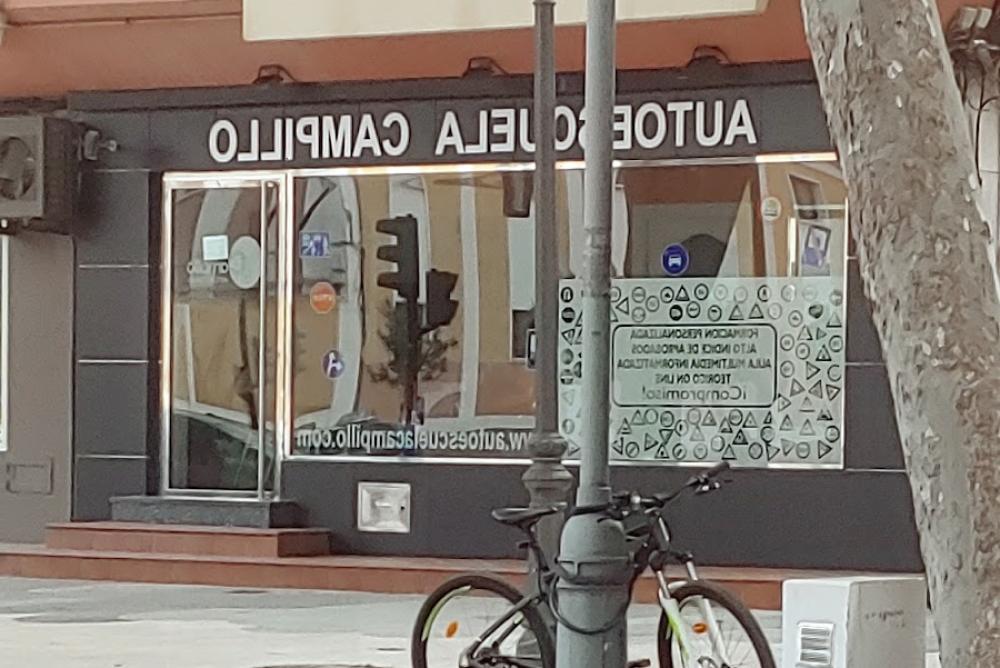 AUTOESCUELA CAMPILLO
FORMACION PERSONALIZADA
ALTO INDICE DE APROBADOS
AULA MULTIMEDIA INFORMATIZADA
TEORICO ON LINE
¡Compromiso!
www.autoescuelacampillo.com